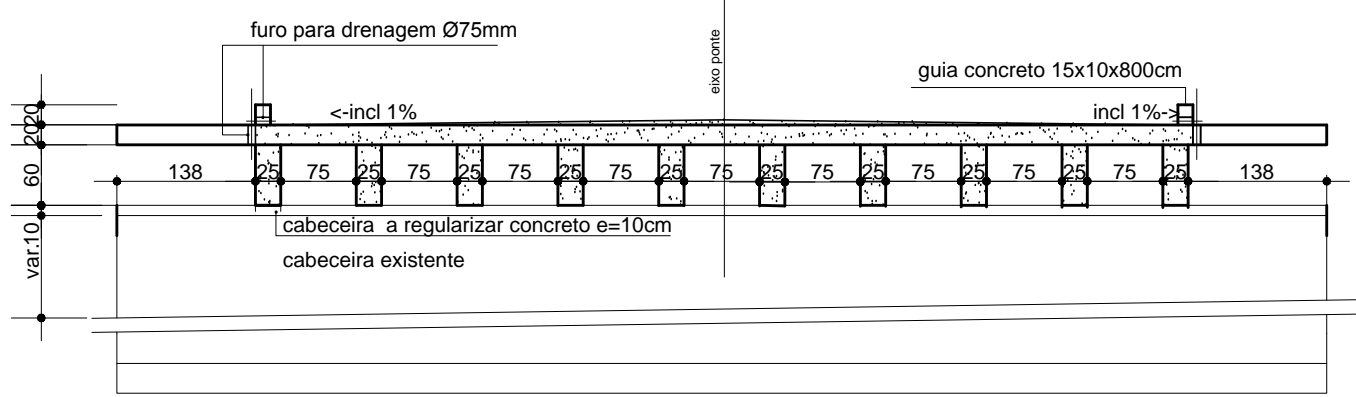 furo para drenagem Ø75mm
eixo ponte
guia concreto 15x10x800cm
<-incl 1%
incl 1%->
20
20
60
var.10
138 25 75 25 75 25 75 25 75 25 75 25 75 25 75 25 75 25 75 25 138
cabeceira a regularizar concreto e=10cm
cabeceira existente